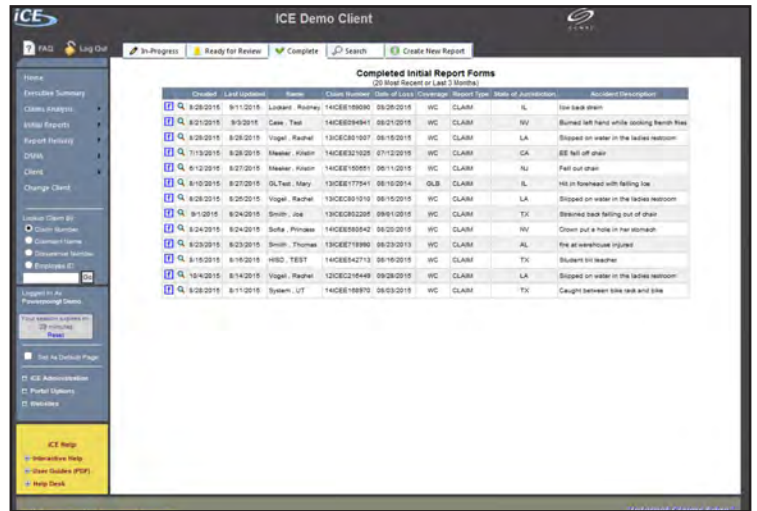 iCE
ICE Demo Client
FAQ Log Out
In-Progress Ready for Review Complete Search Create New Report
Completed Initial Report Forms
(20 Most Recent or Last 3 Months)
Created Last Updated Name Claim Number Date of Loss Coverage Report Type State of Jurisdiction Accident Description
8/28/2015 9/11/2015 Lockard , Rodney 14ICEE169090 08/26/2015 WC CLAIM IL low back strain
8/21/2015 9/3/2015 Case , Test 14ICEE094941 08/21/2015 WC CLAIM NV Burned left hand while cooking french fries
8/28/2015 8/28/2015 Vogel , Rachel 13ICEC801007 08/15/2015 WC CLAIM LA Slipped on water in the ladies restroom
7/13/2015 8/28/2015 Meeker , Kristin 14ICEE321025 07/12/2015 WC CLAIM CA EE fell off chair
6/12/2015 8/27/2015 Meeker , Kristin 14ICEE150651 06/11/2015 WC CLAIM NJ Fell out chair
8/10/2015 8/27/2015 GLTest , Mary 13ICEE177541 08/10/2014 GLB CLAIM IL Hit in forehead with falling ice
8/28/2015 8/25/2015 Vogel , Rachel 13ICEC801010 08/15/2015 WC CLAIM LA Slipped on water in the ladies restroom
9/1/2015 8/24/2015 Smith , Joe 13ICEC802205 09/01/2015 WC CLAIM TX Strained back falling out of chair
8/24/2015 8/24/2015 Sofia , Princess 14ICEE580842 08/20/2015 WC CLAIM NV Crown put a hole in her stomach
8/23/2015 8/23/2015 Smith , Thomas 13ICEE718990 08/23/2013 WC CLAIM AL fire at warehouse injured
8/15/2015 8/16/2015 HISD , TEST 14ICEE542713 08/15/2015 WC CLAIM TX Student bit teacher
10/4/2015 8/14/2015 Vogel , Rachel 12ICEC216449 09/28/2015 WC CLAIM LA Slipped on water in the ladies restroom
8/28/2015 8/11/2015 System , UT 14ICEE168970 08/03/2015 WC CLAIM TX Caught between bike rack and bike
Home
Executive Summary
Claims Analysis
Initial Reports
Report Delivery
OSHA
Client
Change Client
Lookup Claim By
Claim Number
Claimant Name
Occurrence Number
Employee ID
Go
Logged In As
Powermongt Demo
Your session expires in
29 minutes
Reset
Set As Default Page
ICE Administration
Portal Options
Websites
iCE Help
Interactive Help
User Guides (PDF)
Help Desk